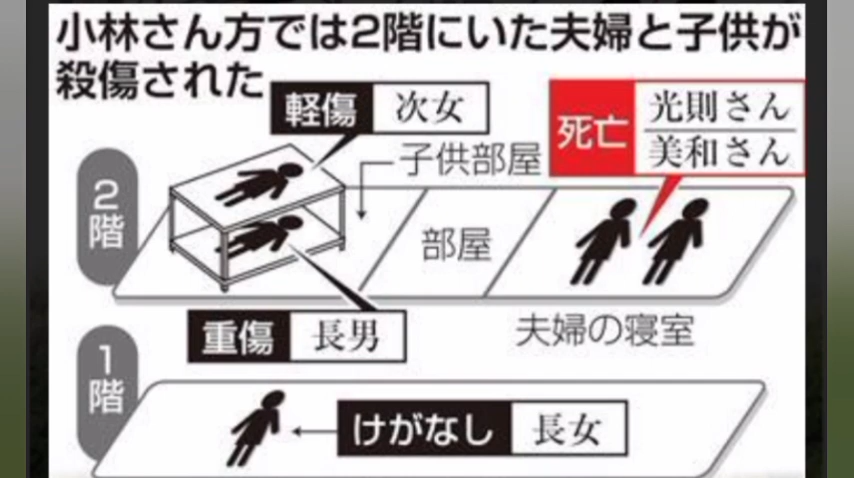 小林さん方では2階にいた夫婦と子供が
殺傷された
軽傷 次女
死亡 光則さん
美和さん
子供部屋
2階
部屋
重傷 長男
夫婦の寝室
1階
けがなし 長女